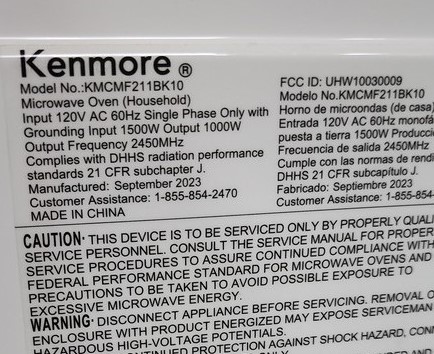 Kenmore ®
Model No.:KMCMF211BK10
Microwave Oven (Household)
Input 120V AC 60Hz Single Phase Only with
Grounding Input 1500W Output 1000W
Output Frequency 2450MHz
Complies with DHHS radiation performance
standards 21 CFR subchapter J.
Manufactured: September 2023
Customer Assistance: 1-855-854-2470
MADE IN CHINA
FCC ID: UHW10030009
Modelo No.:KMCMF211BK10
Horno de microondas (de casa)
Entrada 120V AC 60Hz monofá
puesta a tierra 1500W Producci
Frecuencia de salida 2450MHz
Cumple con las normas de rendi
DHHS 21 CFR subcapítulo J.
Fabricado: Septiembre 2023
Customer Assistance: 1-855-854-
CAUTION: THIS DEVICE IS TO BE SERVICED ONLY BY PROPERLY QUALI
SERVICE PERSONNEL. CONSULT THE SERVICE MANUAL FOR PROPER
SERVICE PROCEDURES TO ASSURE CONTINUED COMPLIANCE WITH
FEDERAL PERFORMANCE STANDARD FOR MICROWAVE OVENS AND
PRECAUTIONS TO BE TAKEN TO AVOID POSSIBLE EXPOSURE TO
EXCESSIVE MICROWAVE ENERGY.
WARNING: DISCONNECT APPLIANCE BEFORE SERVICING. REMOVAL O
ENCLOSURE WITH PRODUCT ENERGIZED MAY EXPOSE SERVICEMAN
HAZARDOUS HIGH-VOLTAGE POTENTIALS.
CONTINUED PROTECTION AGAINST SHOCK HAZARD, CONN